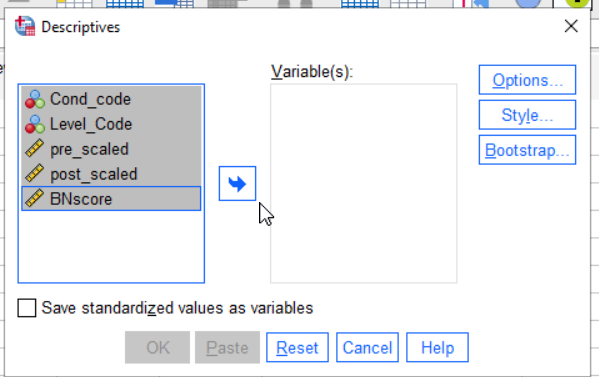 Descriptives
Variable(s):
Cond_code
Level_Code
pre_scaled
post_scaled
BNscore
Options...
Style...
Bootstrap...
Save standardized values as variables
OK
Paste
Reset
Cancel
Help